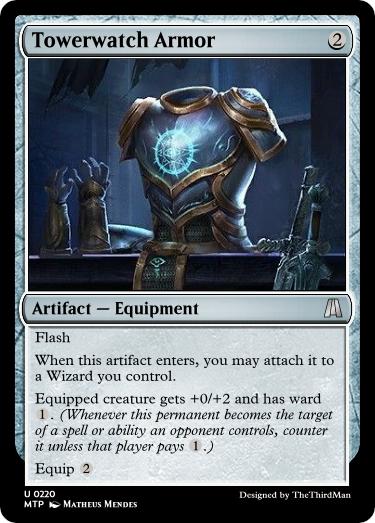 Towerwatch Armor 2
Artifact — Equipment
Flash
When this artifact enters, you may attach it to
a Wizard you control.
Equipped creature gets +0/+2 and has ward
1. (Whenever this permanent becomes the target
of a spell or ability an opponent controls, counter
it unless that player pays 1.)
Equip 2
U 0220
MTP Matheus Mendes
Designed by TheThirdMan